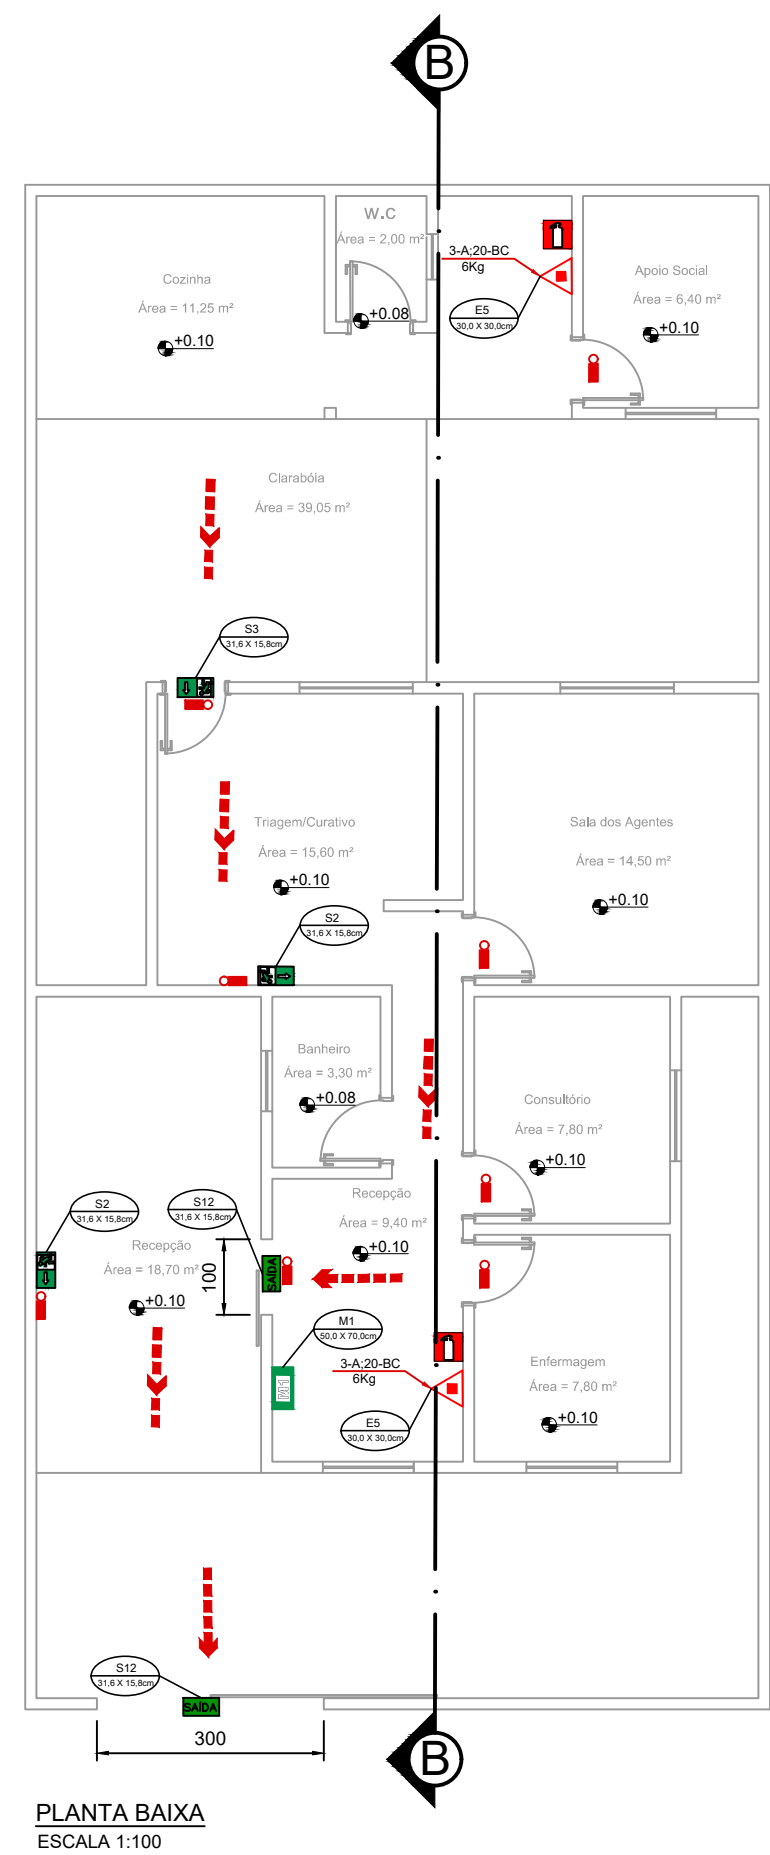 B
W.C
Área = 2,00 m²
3-A;20-BC
6Kg
Cozinha
Área = 11,25 m²
+0.10
+0.08
E5
30,0 X 30,0cm
Apoio Social
Área = 6,40 m²
+0.10
Clarabóia
Área = 39,05 m²
S3
31,6 X 15,8cm
Triagem/Curativo
Área = 15,60 m²
+0.10
Sala dos Agentes
Área = 14,50 m²
+0.10
S2
31,6 X 15,8cm
Banheiro
Área = 3,30 m²
+0.08
Consultório
Área = 7,80 m²
+0.10
S2
31,6 X 15,8cm
S12
31,6 X 15,8cm
Recepção
Área = 9,40 m²
+0.10
Recepção
Área = 18,70 m²
+0.10
100
SAÍDA
M1
50,0 X 70,0cm
M1
3-A;20-BC
6Kg
E5
30,0 X 30,0cm
Enfermagem
Área = 7,80 m²
+0.10
S12
31,6 X 15,8cm
SAÍDA
300
B
PLANTA BAIXA
ESCALA 1:100